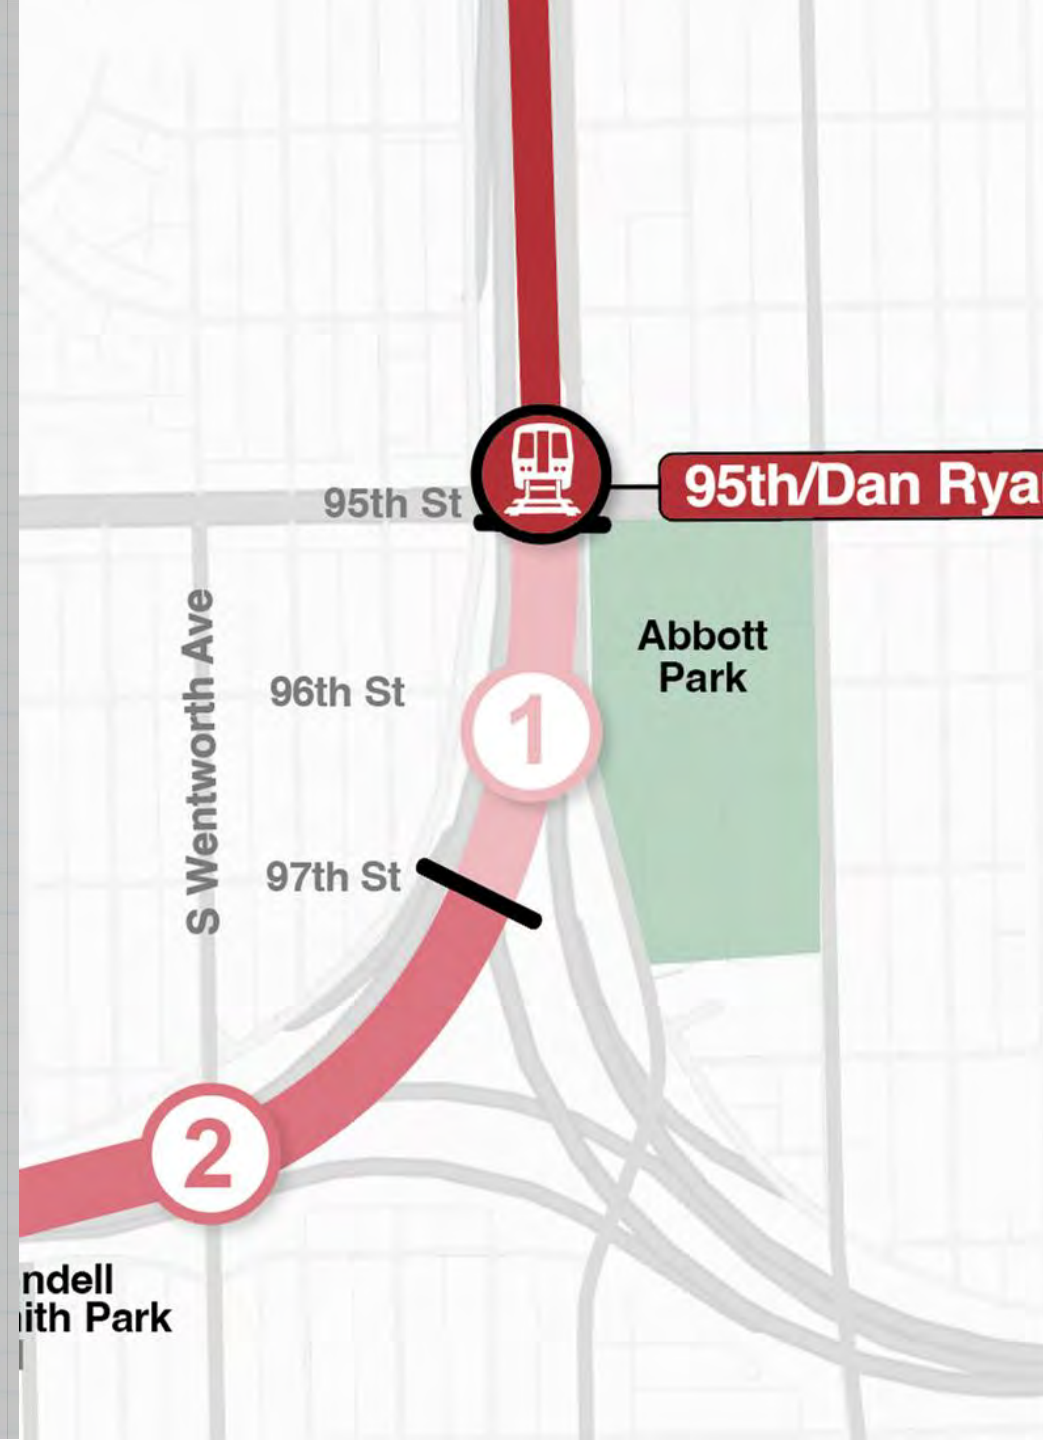 95th St
95th/Dan Rya
Abbott
Park
S Wentworth Ave
96th St
1
97th St
2
ndell
ith Park